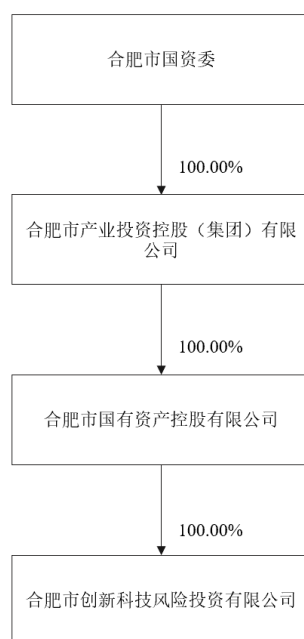 合肥市国资委
100.00%
合肥市产业投资控股（集团）有限
公司
100.00%
合肥市国有资产控股有限公司
100.00%
合肥市创新科技风险投资有限公司